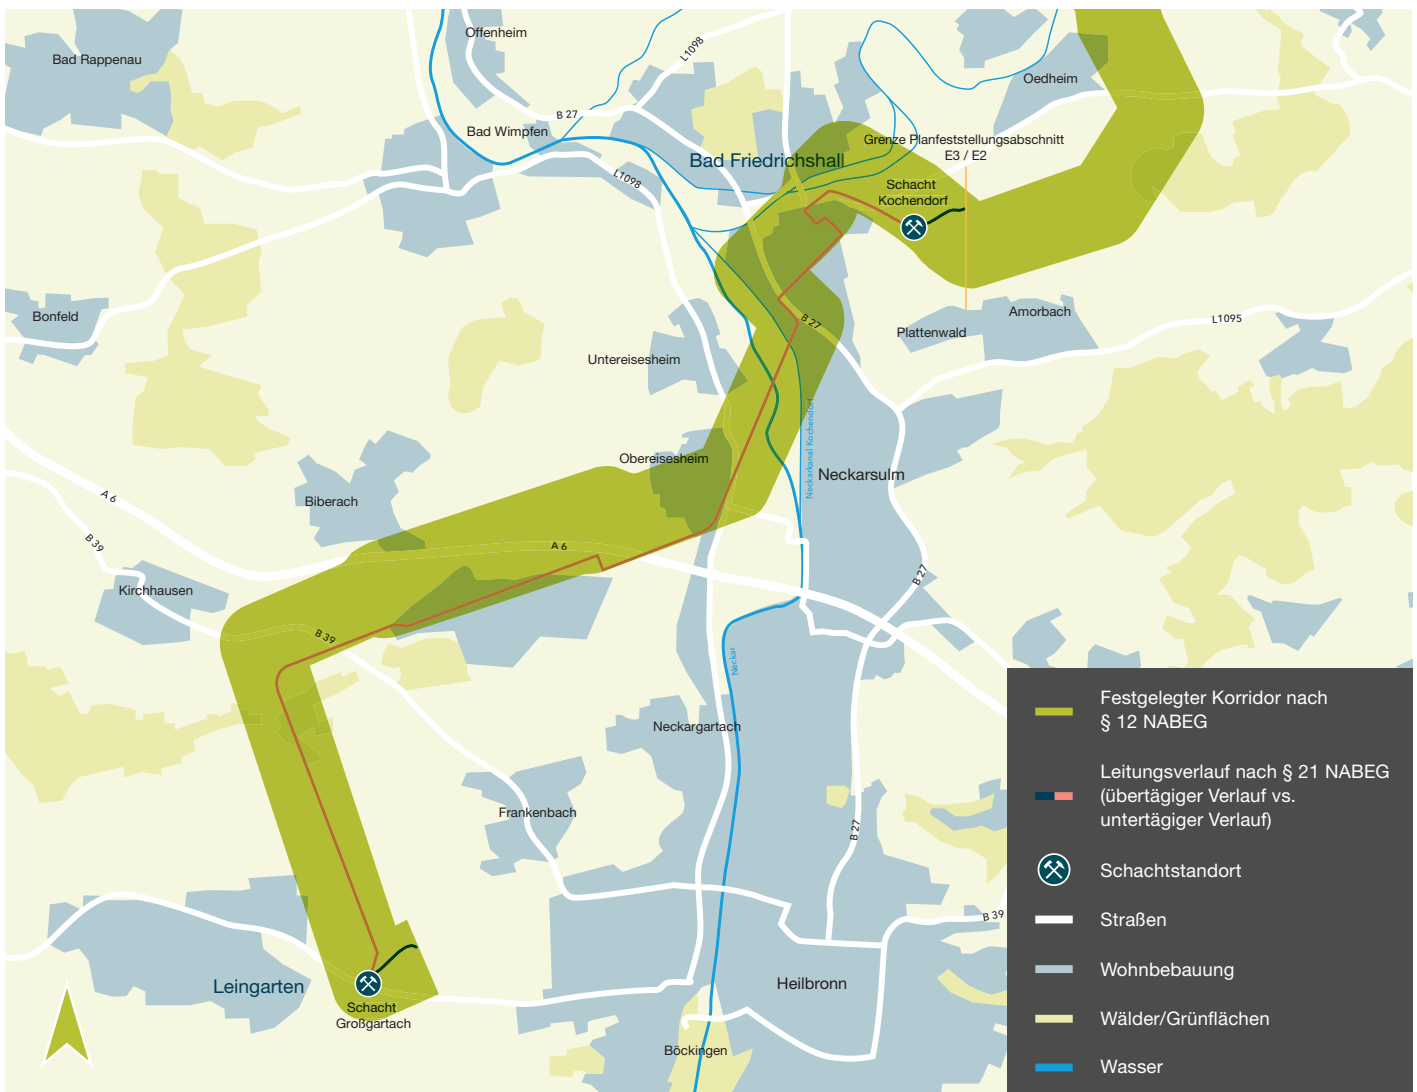 Offenheim
Bad Rappenau
L1098
Oedheim
B 27
Bad Wimpfen
Grenze Planfeststellungsabschnitt
E3 / E2
Bad Friedrichshall
L1098
Schacht
Kochendorf
Bonfeld
Amorbach
L1095
B 27
Plattenwald
Untereisesheim
Neckarkanal Kochendorf
Obereisesheim
Neckarsulm
A 6
Biberach
B 39
A 6
B 27
Kirchhausen
B 39
Neckar
Neckargartach
Frankenbach
B 27
B 39
Leingarten
Heilbronn
Schacht
Großgartach
Böckingen
Festgelegter Korridor nach
§ 12 NABEG
Leitungsverlauf nach § 21 NABEG
(übertägiger Verlauf vs.
untertägiger Verlauf)
Schachtstandort
Straßen
Wohnbebauung
Wälder/Grünflächen
Wasser